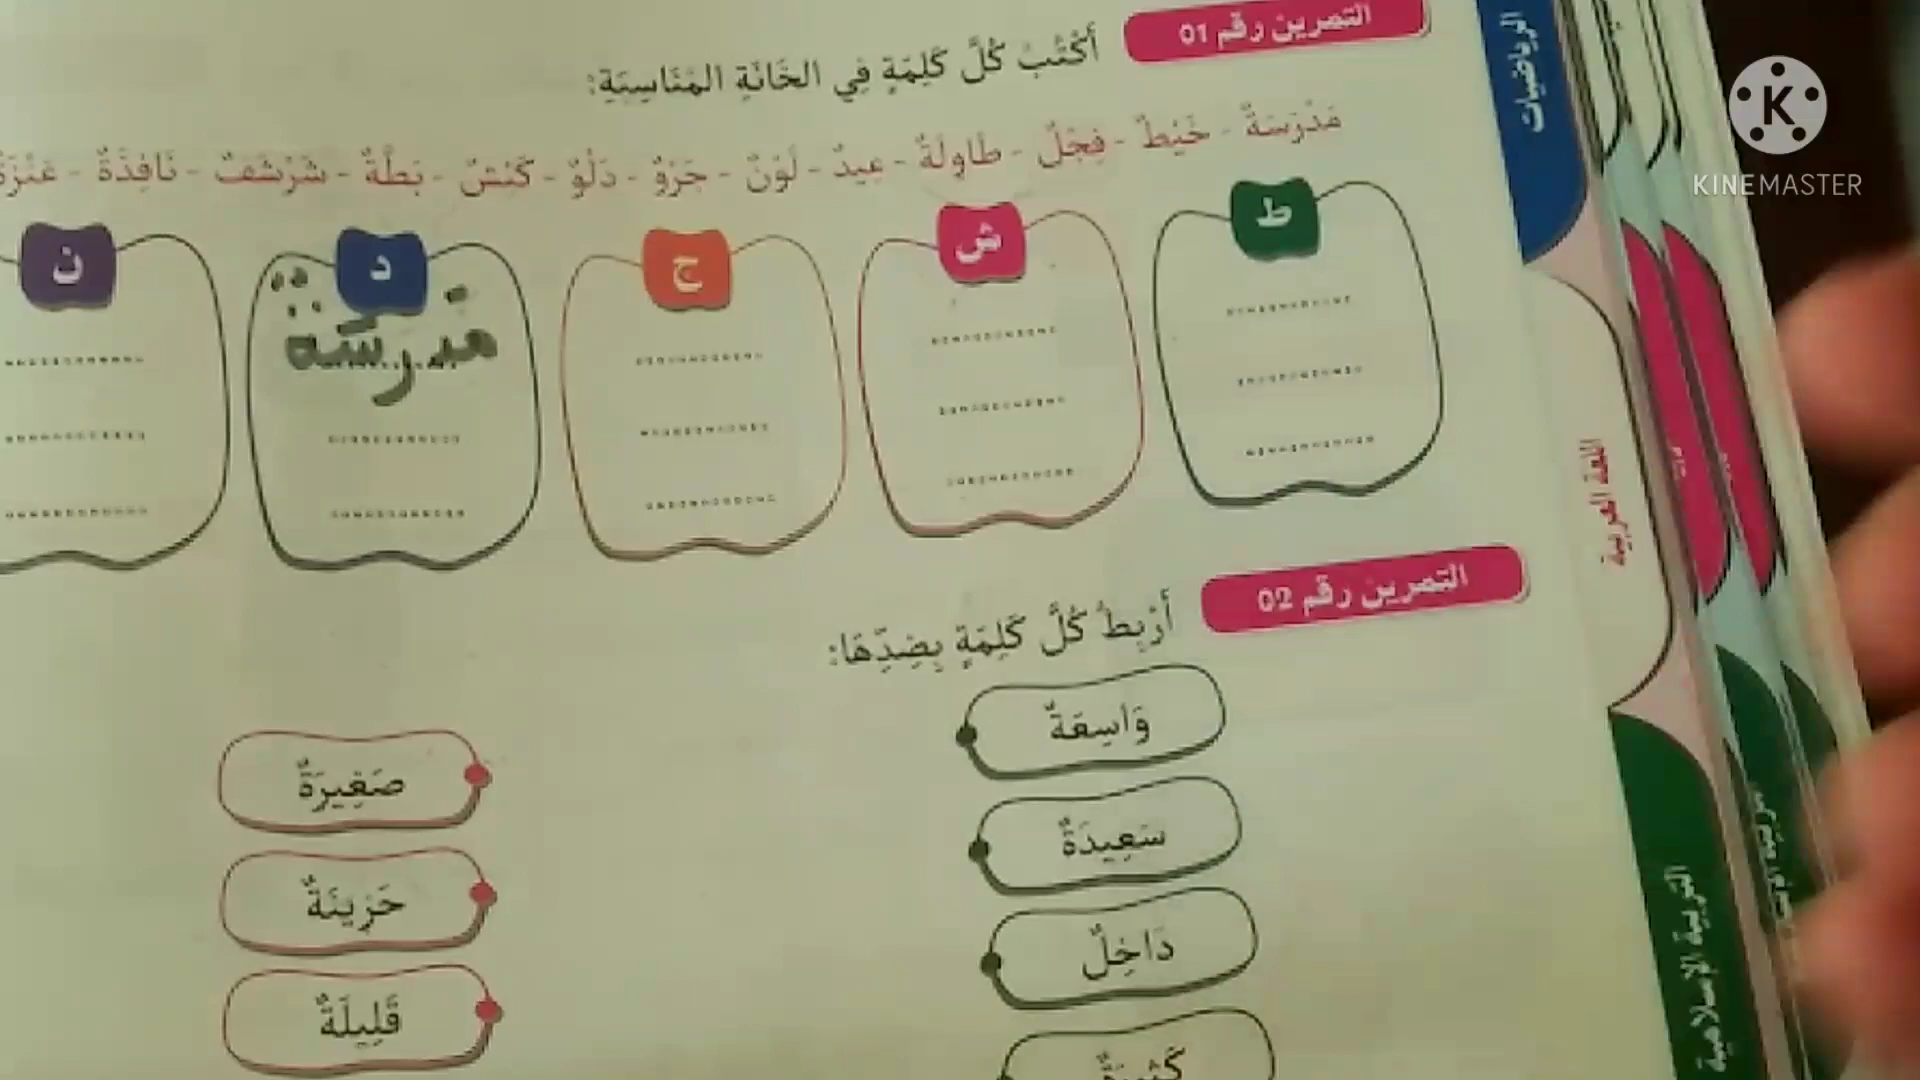 التمرين رقم 01
أَكْتُبُ كُلَّ كَلِمَةٍ فِي الخَانَةِ المُنَاسِبَةِ:
مَدْرَسَةٌ - خَيْطٌ - فِجْلٌ - طَاوِلَةٌ - عِيدٌ - لَوْنٌ - جَرْوٌ - دَلْوٌ - كَبْشٌ - بَطَّةٌ - شَرْشَفٌ - نَافِذَةٌ - عَنْزَةٌ
ط
ش
ج
د
ن
مَدرَسَة
التمرين رقم 02
أَرْبِطُ كُلَّ كَلِمَةٍ بِضِدِّهَا:
وَاسِعَةٌ
صَغِيرَةٌ
سَعِيدَةٌ
حَزِينَةٌ
دَاخِلٌ
قَلِيلَةٌ
الرياضيات
اللغة العربية
التربية الإسلامية
KINEMASTER